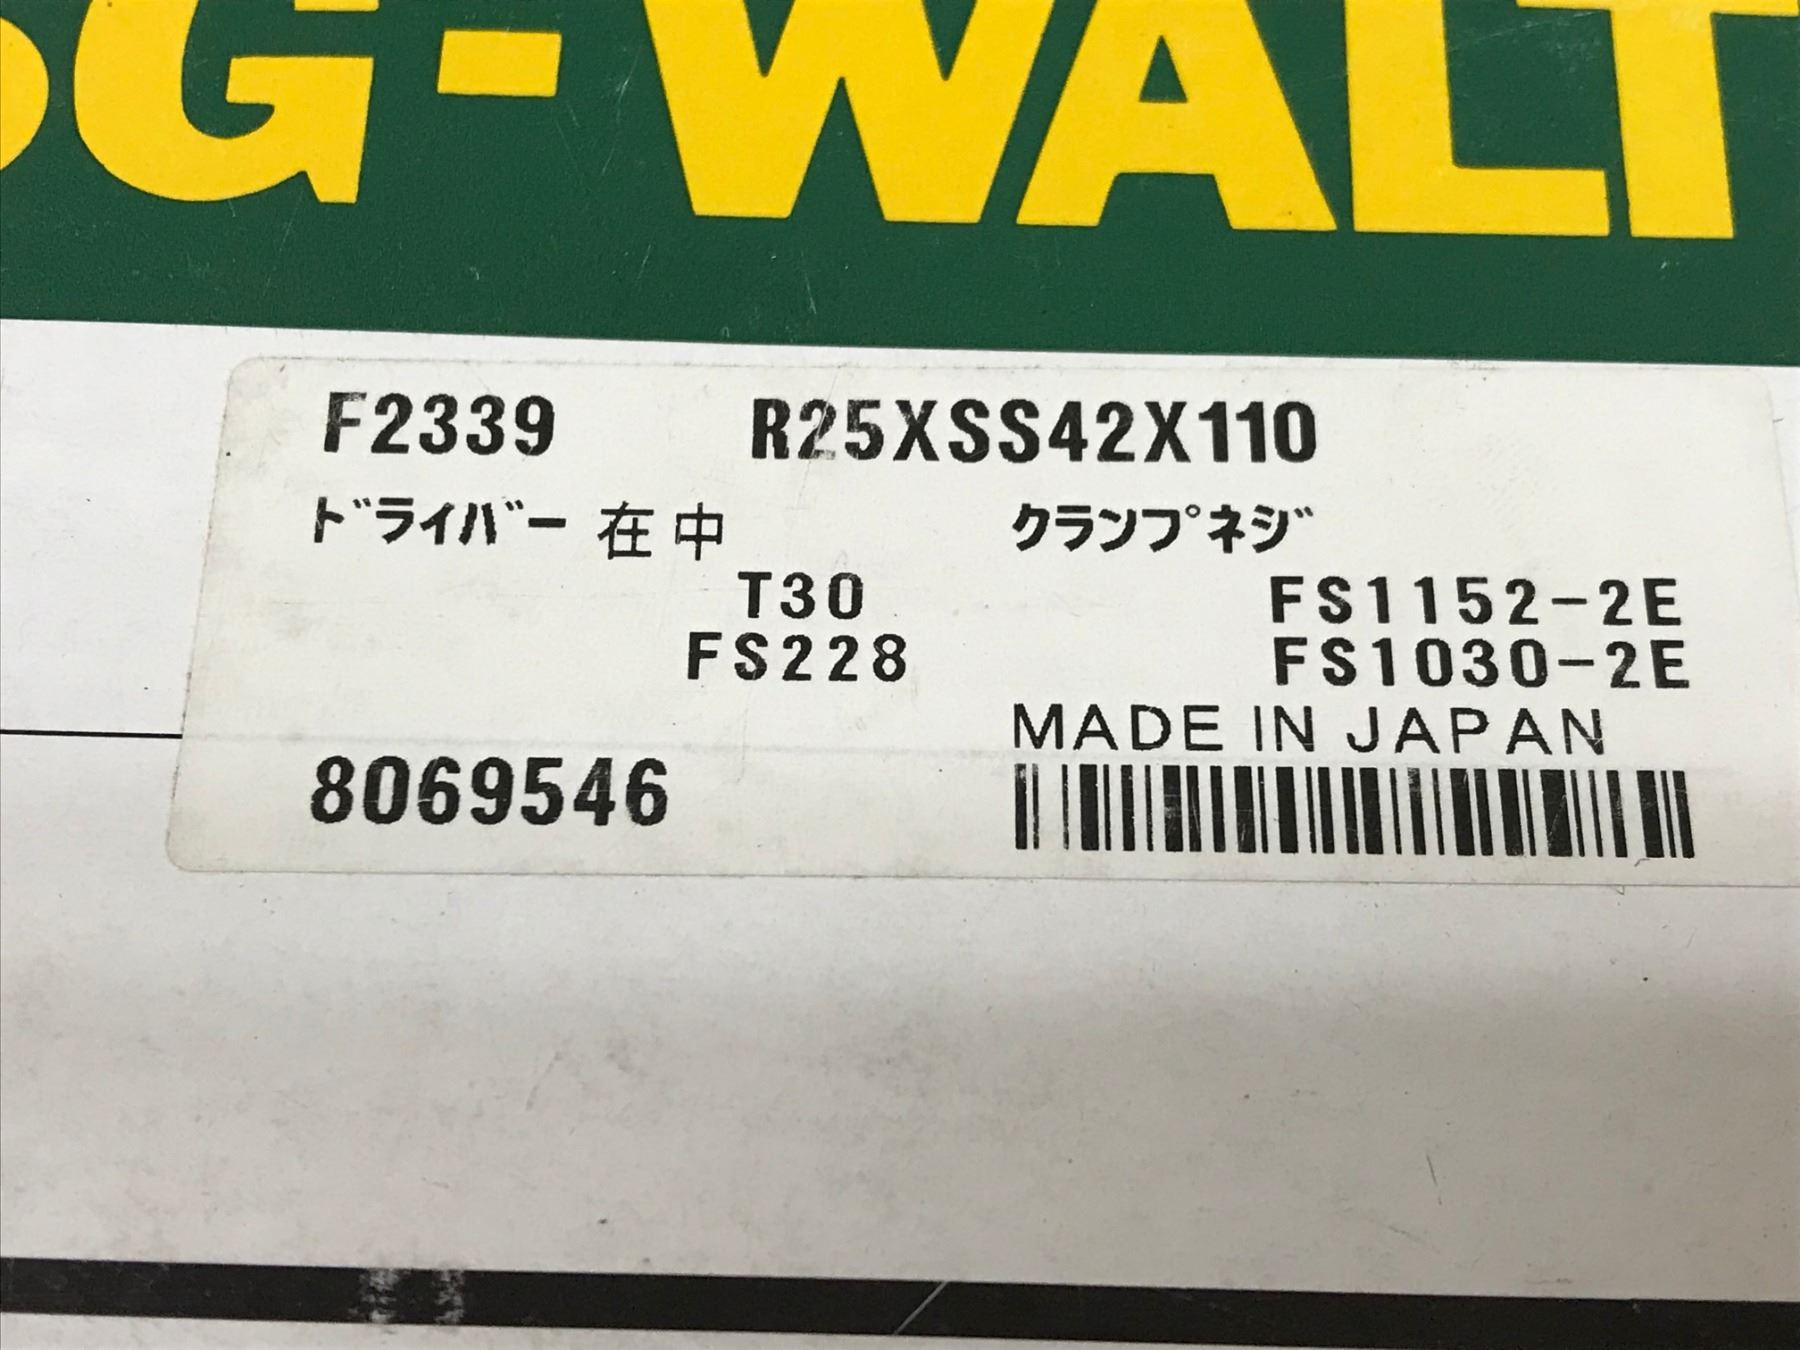 SG-WALT
F2339 R25XSS42X110
ドライバー 在中 クランプネジ
T30 FS1152-2E
FS228 FS1030-2E
MADE IN JAPAN
8069546